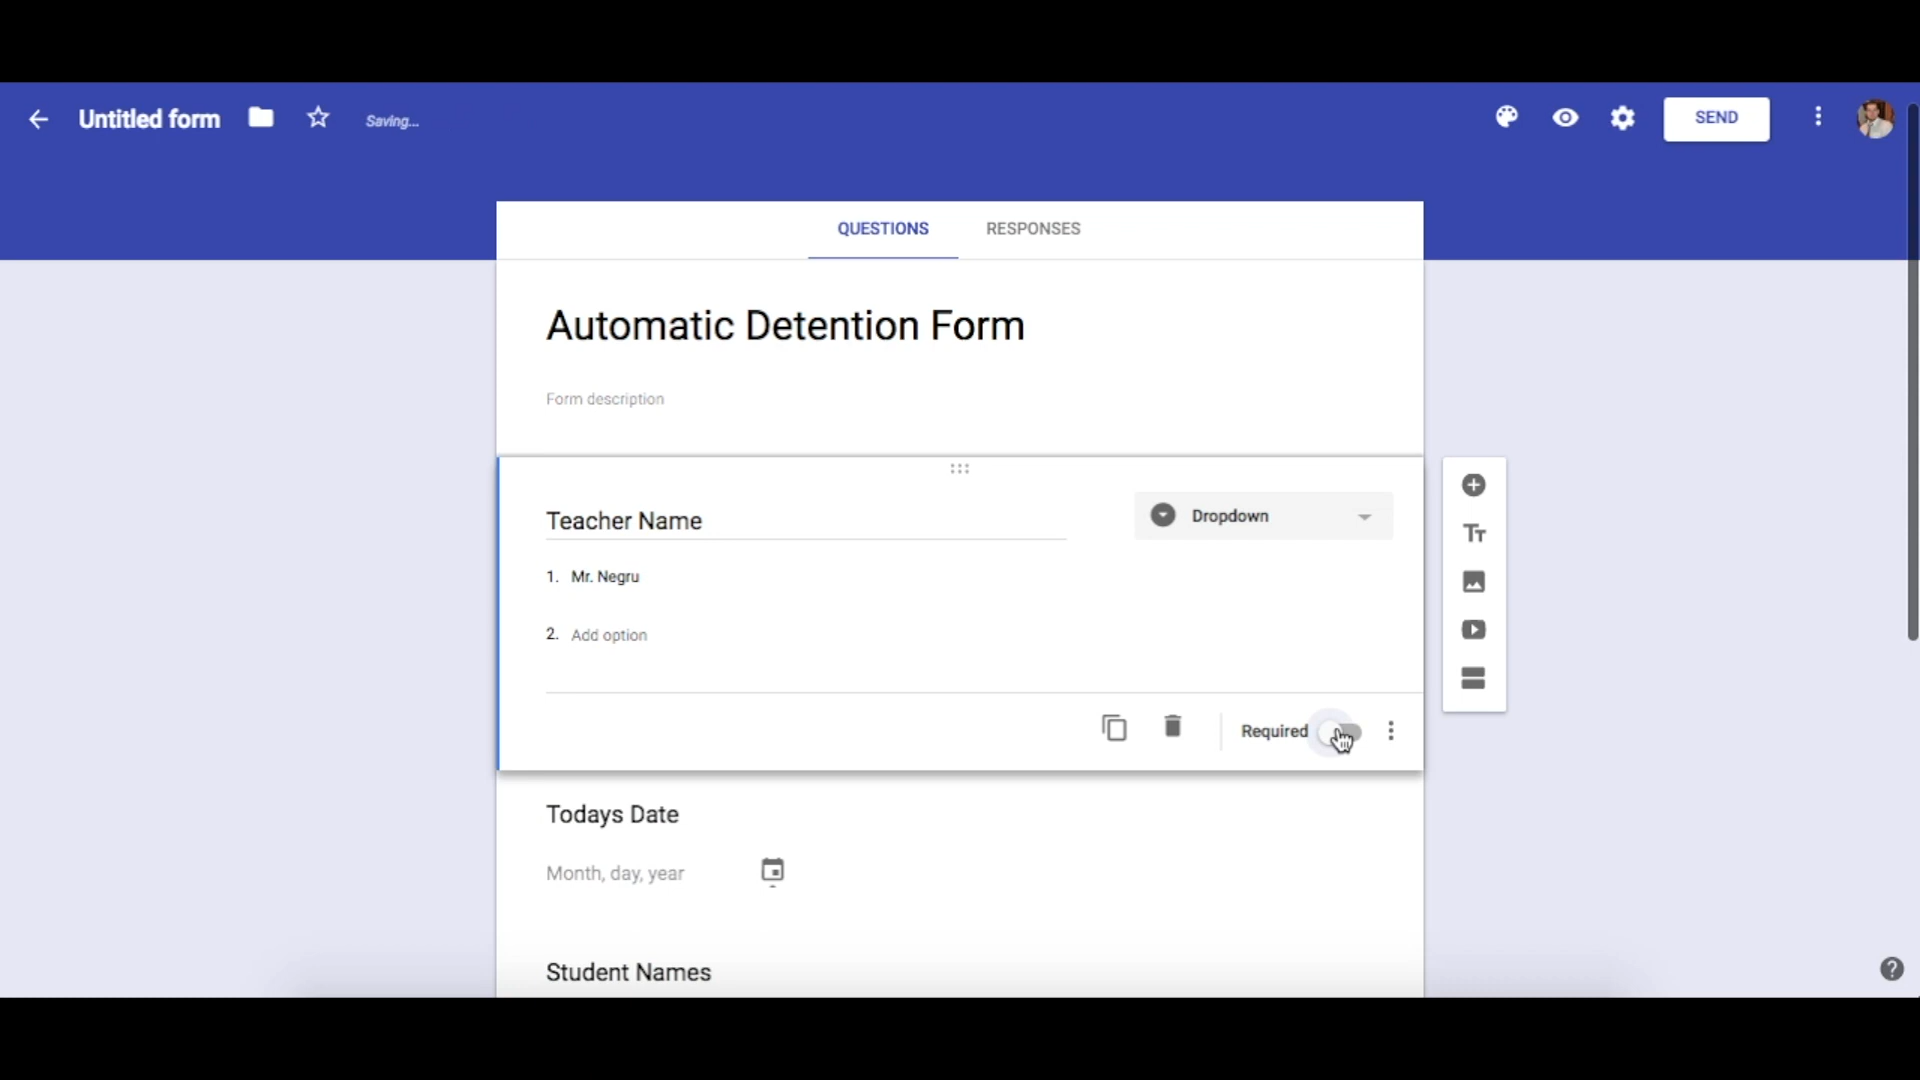 Untitled form
Saving...
SEND
QUESTIONS
RESPONSES
Automatic Detention Form
Form description
Teacher Name
Dropdown
1. Mr. Negru
2. Add option
Required
Todays Date
Month, day, year
Student Names